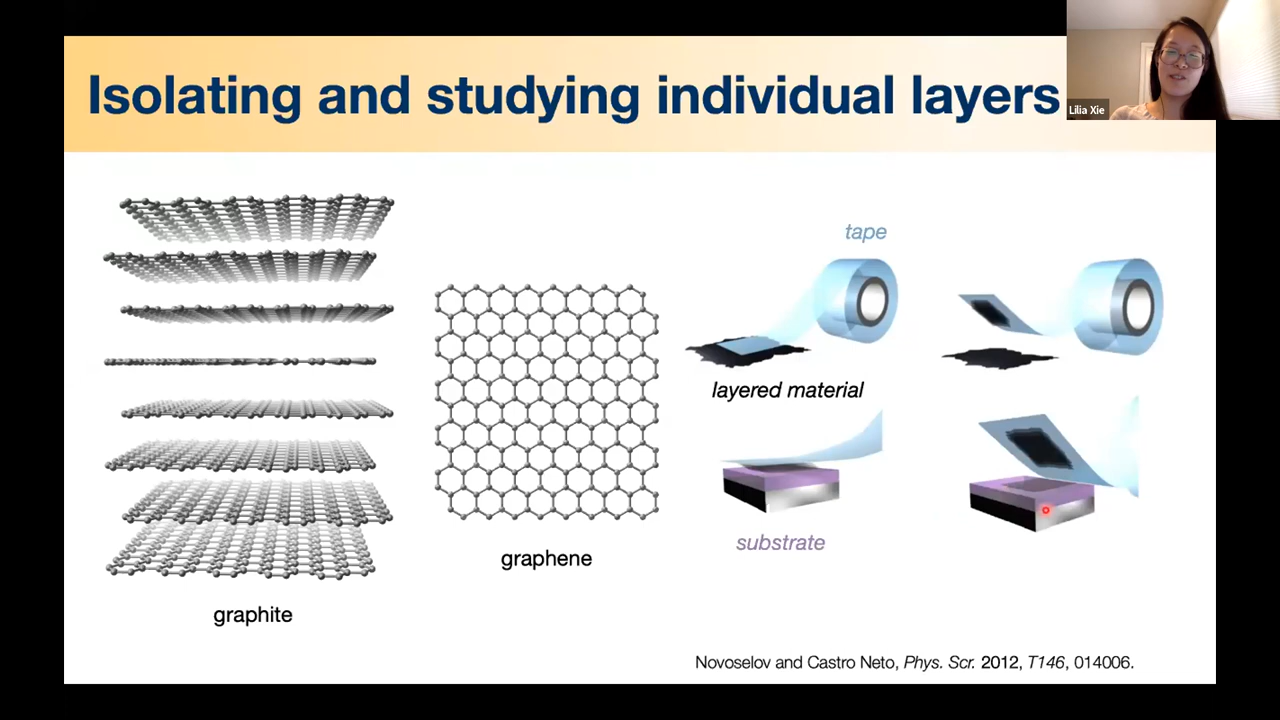 Isolating and studying individual layers
Lilia Xie
tape
layered material
substrate
graphene
graphite
Novoselov and Castro Neto, Phys. Scr. 2012, T146, 014006.